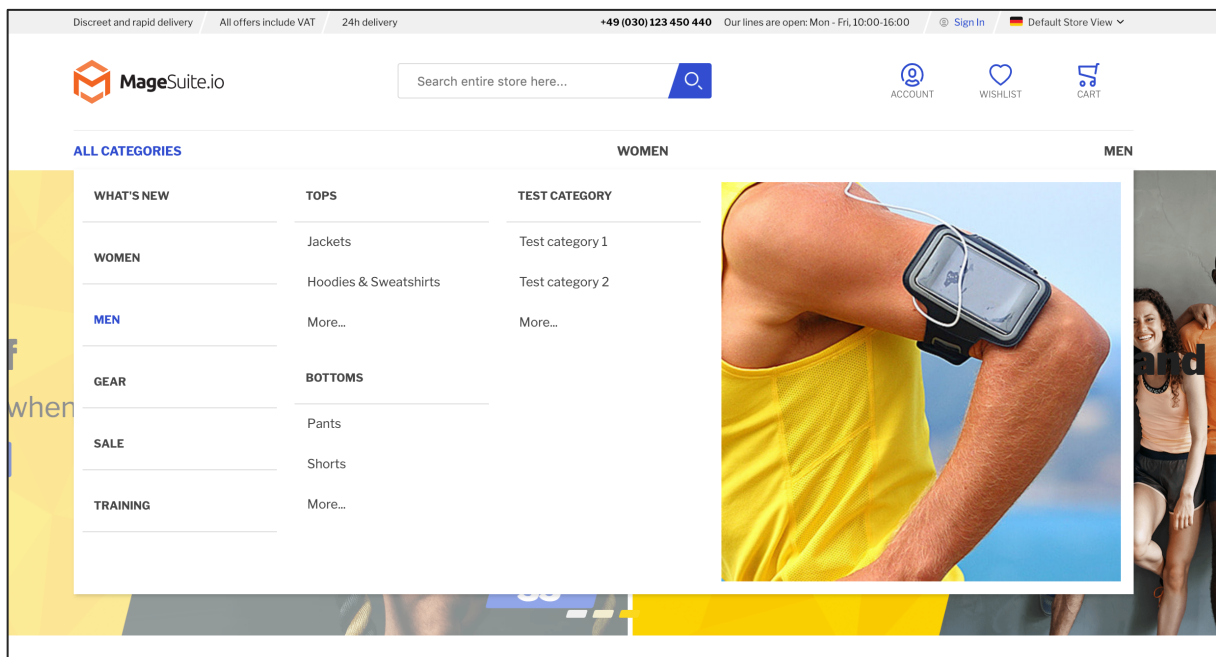 Discreet and rapid delivery All offers include VAT 24h delivery +49 (030) 123 450 440 Our lines are open: Mon - Fri, 10:00-16:00 Sign In Default Store View
MageSuite.io
Search entire store here...
ACCOUNT WISHLIST CART
ALL CATEGORIES WOMEN MEN
WHAT'S NEW
WOMEN
MEN
GEAR
SALE
TRAINING
TOPS
Jackets
Hoodies & Sweatshirts
More...
BOTTOMS
Pants
Shorts
More...
TEST CATEGORY
Test category 1
Test category 2
More...
when
and